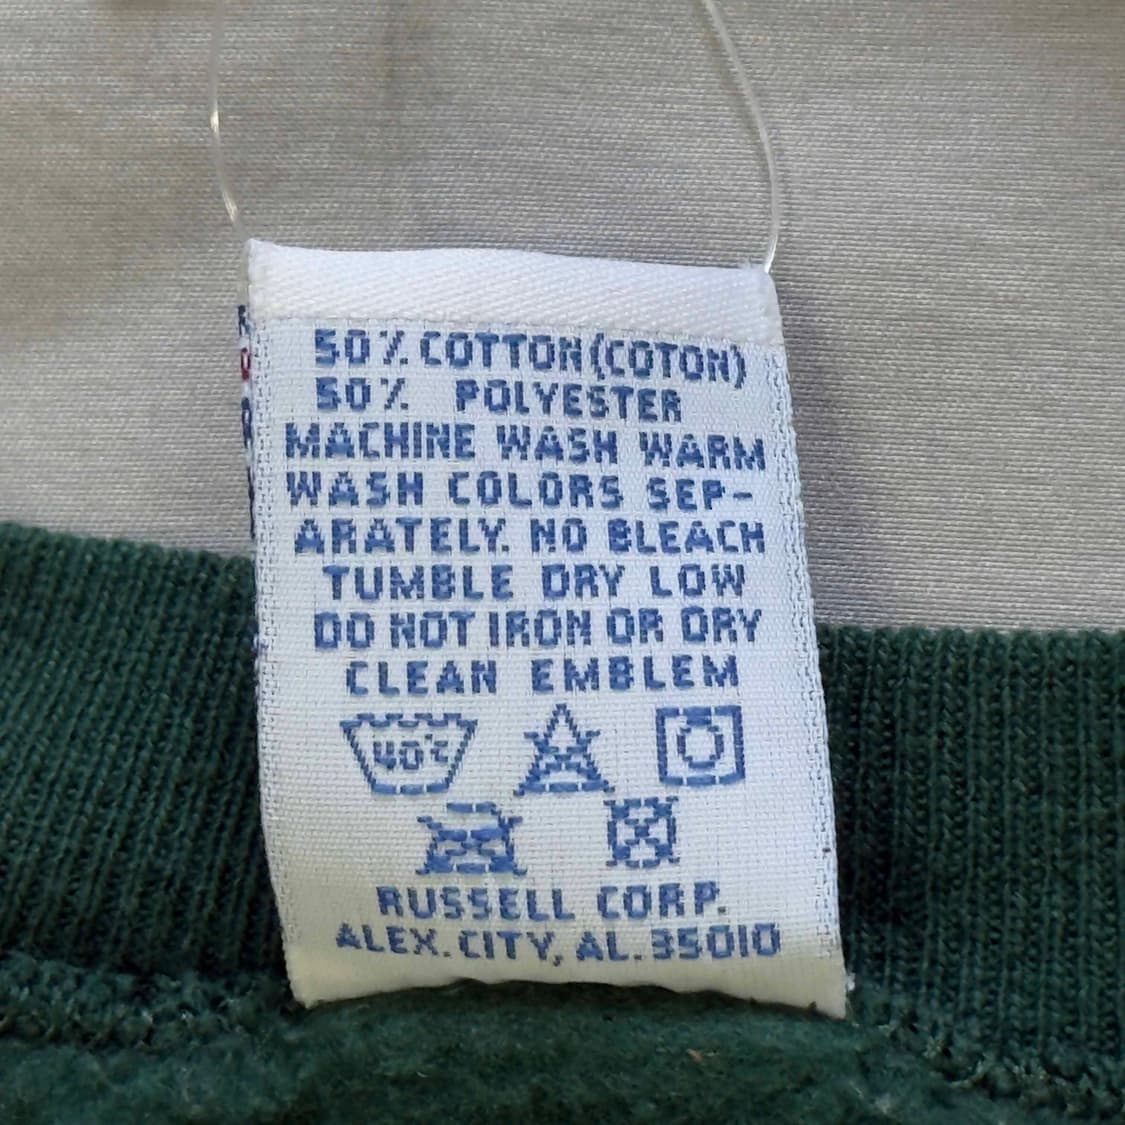 50% COTTON (COTON)
50% POLYESTER
MACHINE WASH WARM
WASH COLORS SEP-
ARATELY. NO BLEACH
TUMBLE DRY LOW
DO NOT IRON OR DRY
CLEAN EMBLEM
40°C
RUSSELL CORP.
ALEX. CITY, AL. 35010